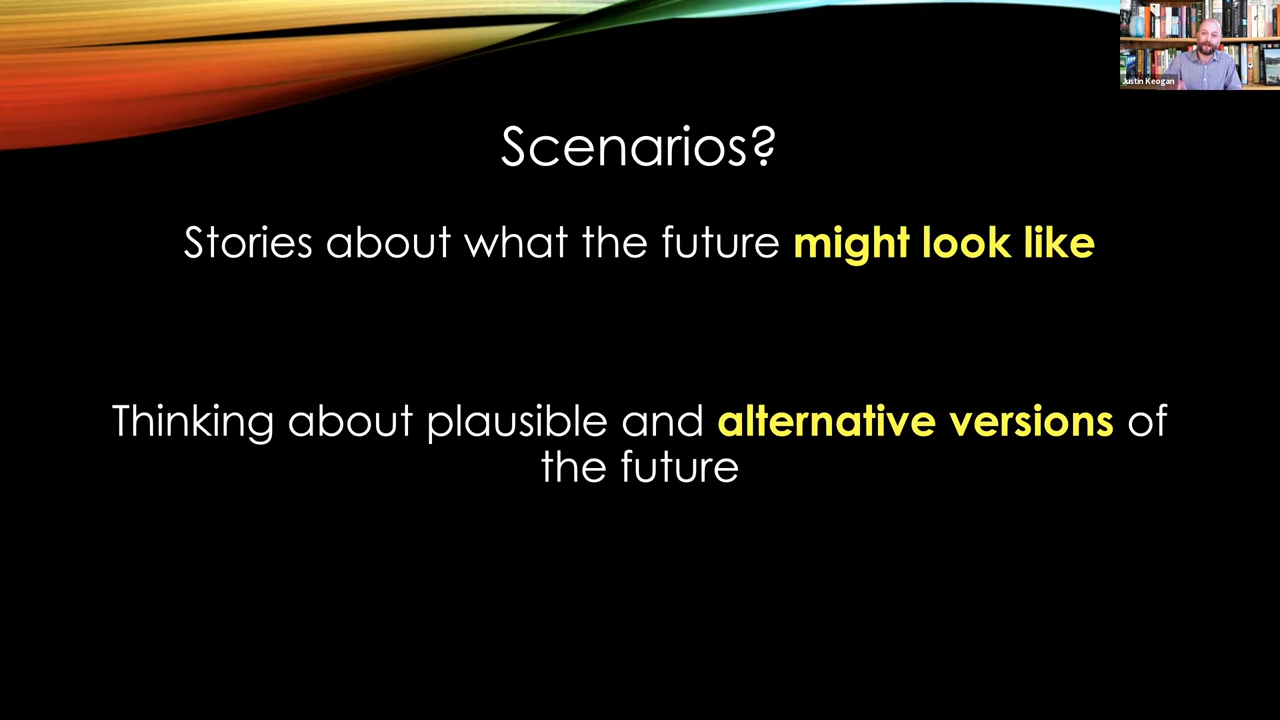 Justin Keogan
Scenarios?
Stories about what the future might look like
Thinking about plausible and alternative versions of
the future